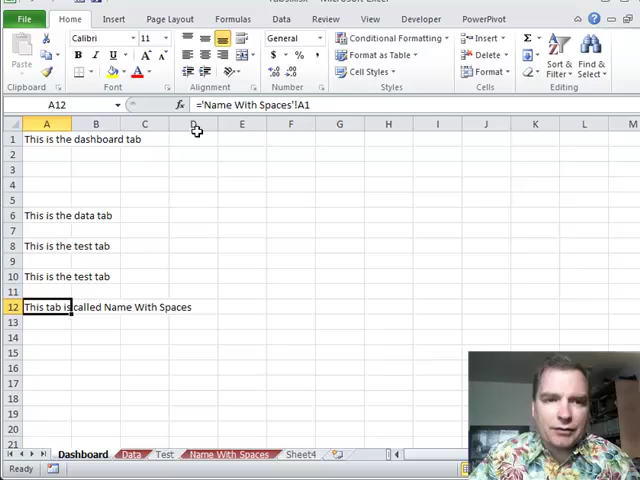 File Home Insert Page Layout Formulas Data Review View Developer PowerPivot
Calibri 11 General Conditional Formatting Insert Σ
Paste B I U $ % , Format as Table Delete Sort & Filter Find & Select
Cell Styles Format
Clipboard Font Alignment Number Styles Cells Editing
A12 fx ='Name With Spaces'!A1
A B C D E F G H I J K L M
1 This is the dashboard tab
2
3
4
5
6 This is the data tab
7
8 This is the test tab
9
10 This is the test tab
11
12 This tab is called Name With Spaces
13
14
15
16
17
18
19
20
21
Dashboard Data Test Name With Spaces Sheet4
Ready